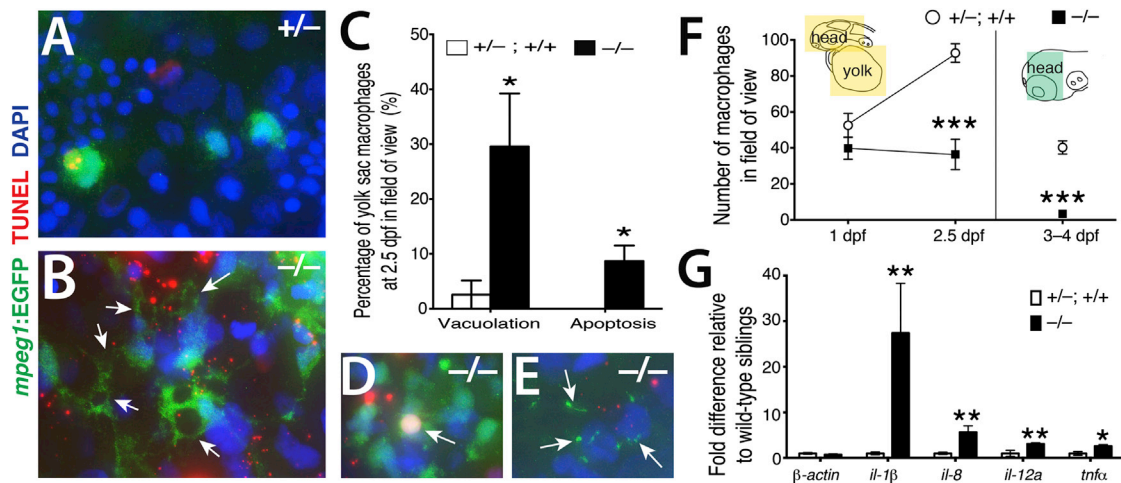 A
+/−
mpeg1:EGFP TUNEL DAPI
B
−/−
C
+/− ; +/+
−/−
Percentage of yolk sac macrophages
at 2.5 dpf in field of view (%)
50
40
30
20
10
0
*
*
Vacuolation
Apoptosis
D
−/−
E
−/−
F
+/−; +/+
−/−
Number of macrophages
in field of view
100
80
60
40
20
0
head
yolk
head
***
***
1 dpf
2.5 dpf
3–4 dpf
G
+/−; +/+
−/−
Fold difference relative
to wild-type siblings
40
30
20
10
0
**
**
**
*
β-actin
il-1β
il-8
il-12a
tnfα